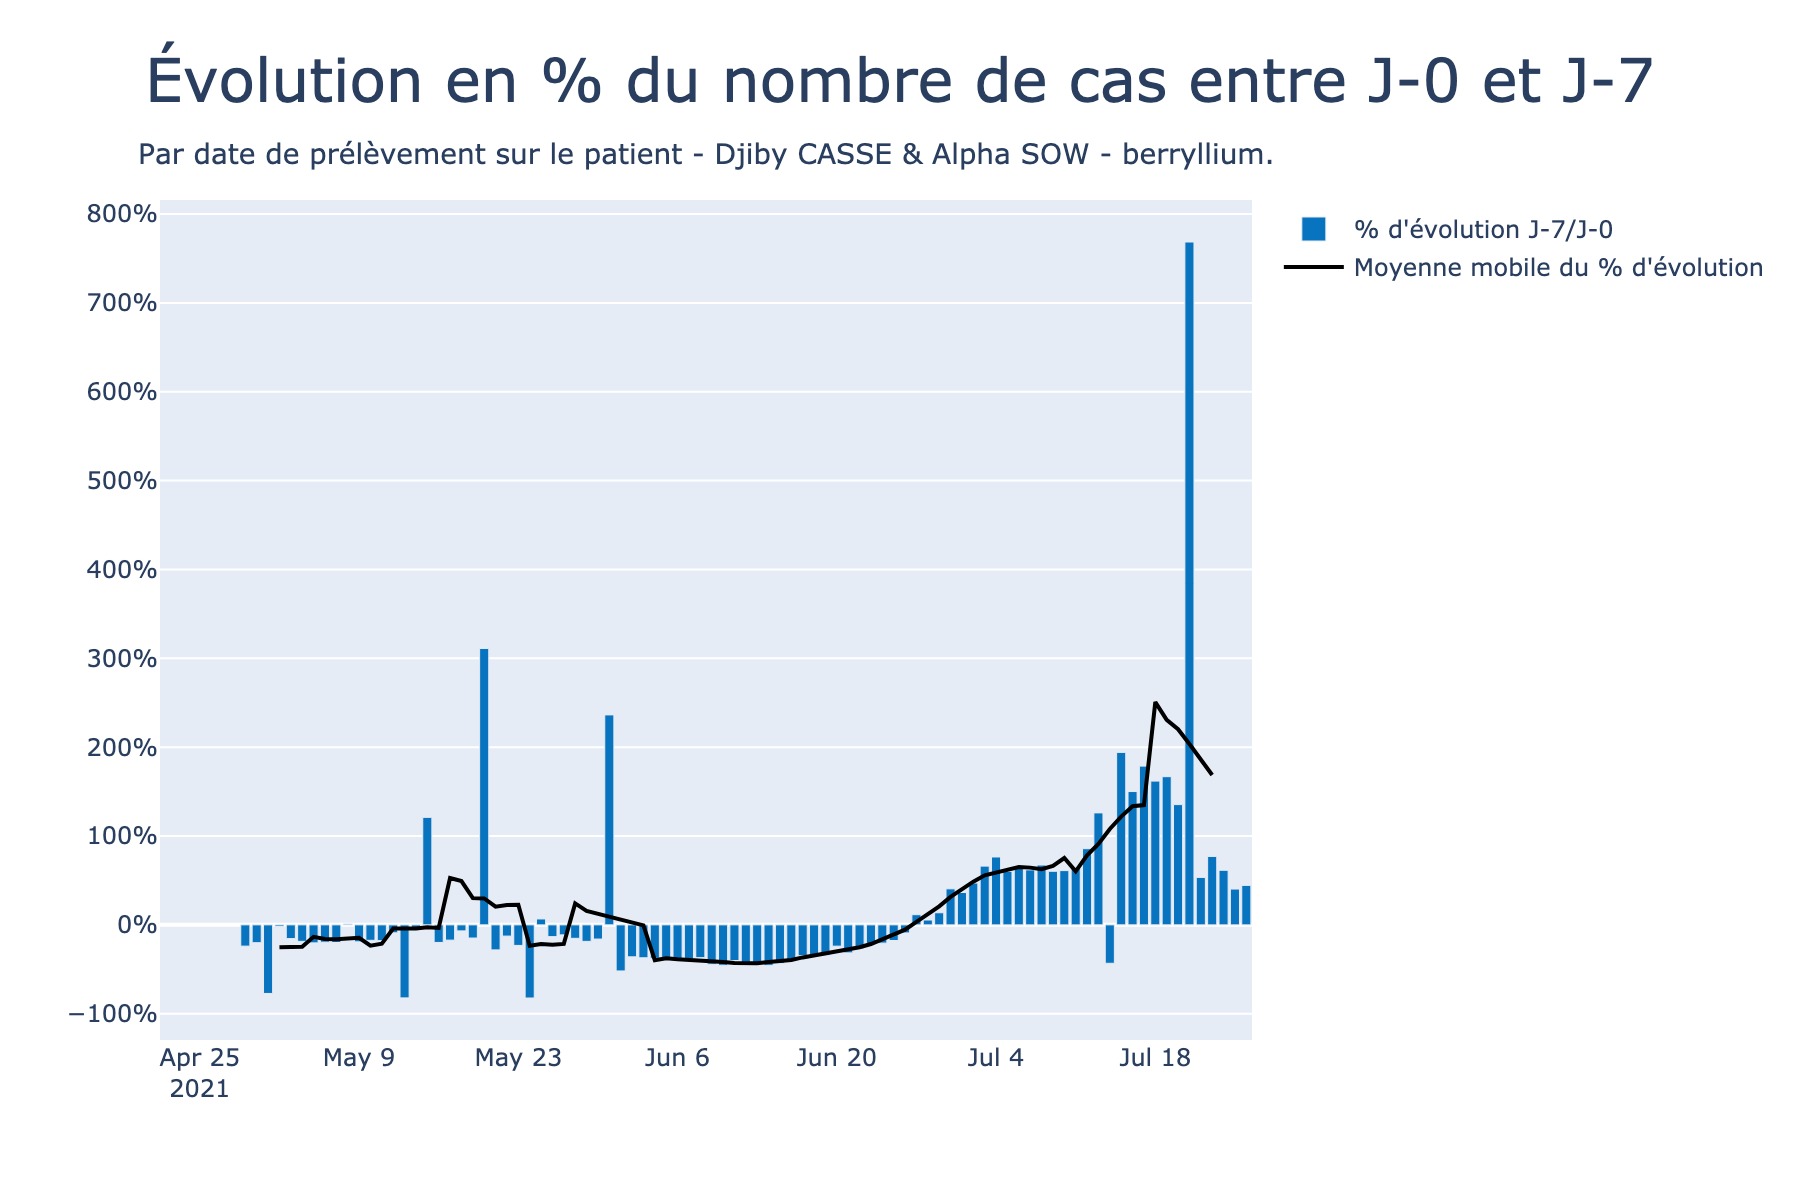 Évolution en % du nombre de cas entre J-0 et J-7
Par date de prélèvement sur le patient - Djiby CASSE & Alpha SOW - berryllium.
800%
700%
600%
500%
400%
300%
200%
100%
0%
−100%
Apr 25
2021
May 9
May 23
Jun 6
Jun 20
Jul 4
Jul 18
% d'évolution J-7/J-0
Moyenne mobile du % d'évolution